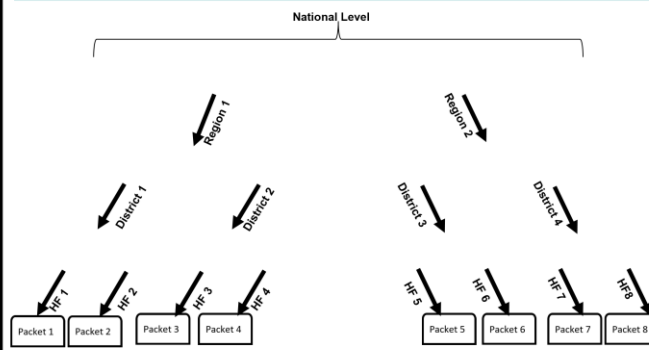 National Level
Region 1
Region 2
District 1
District 2
District 3
District 4
HF 1
HF 2
HF 3
HF 4
HF 5
HF 6
HF 7
HF8
Packet 1
Packet 2
Packet 3
Packet 4
Packet 5
Packet 6
Packet 7
Packet 8